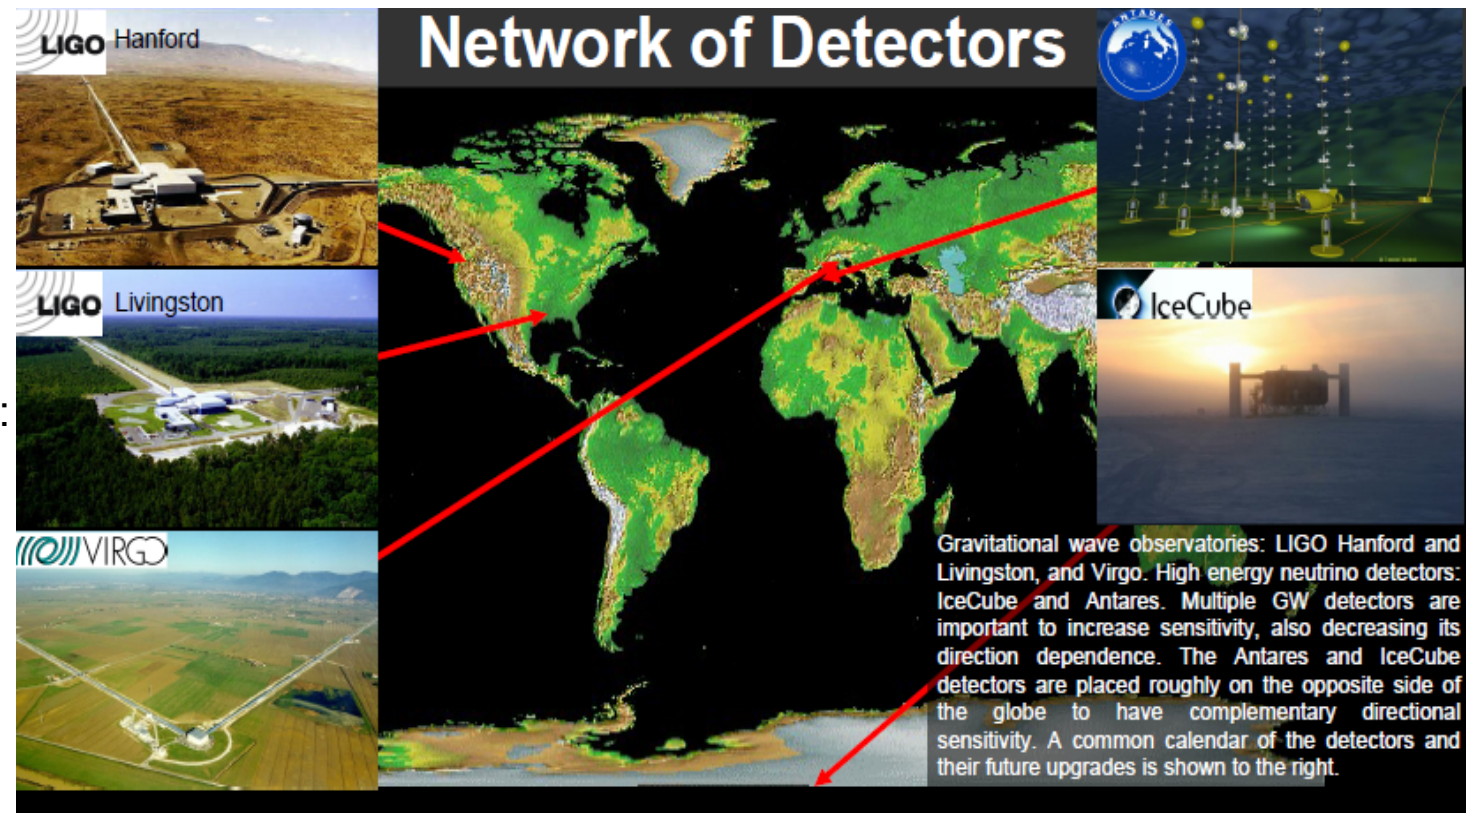 LIGO Hanford
Network of Detectors
ANTARES
LIGO Livingston
IceCube
:
VIRGO
Gravitational wave observatories: LIGO Hanford and
Livingston, and Virgo. High energy neutrino detectors:
IceCube and Antares. Multiple GW detectors are
important to increase sensitivity, also decreasing its
direction dependence. The Antares and IceCube
detectors are placed roughly on the opposite side of
the globe to have complementary directional
sensitivity. A common calendar of the detectors and
their future upgrades is shown to the right.